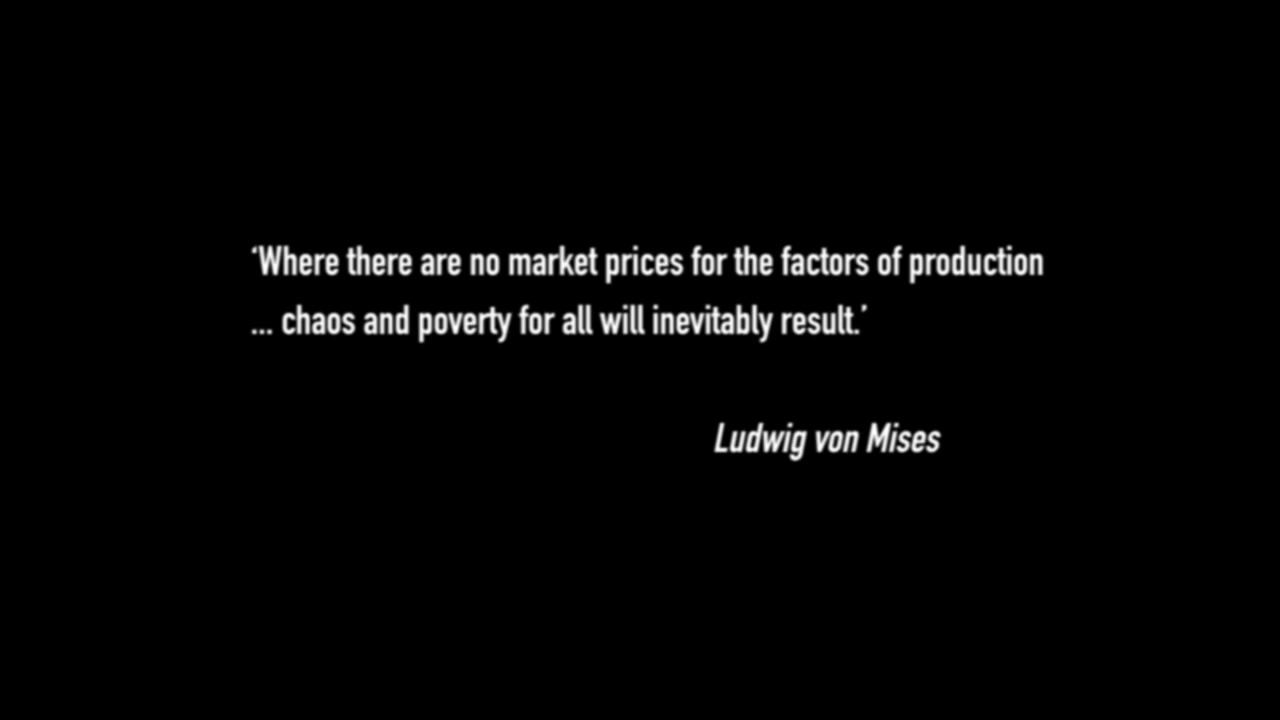 ‘Where there are no market prices for the factors of production
... chaos and poverty for all will inevitably result.’
Ludwig von Mises